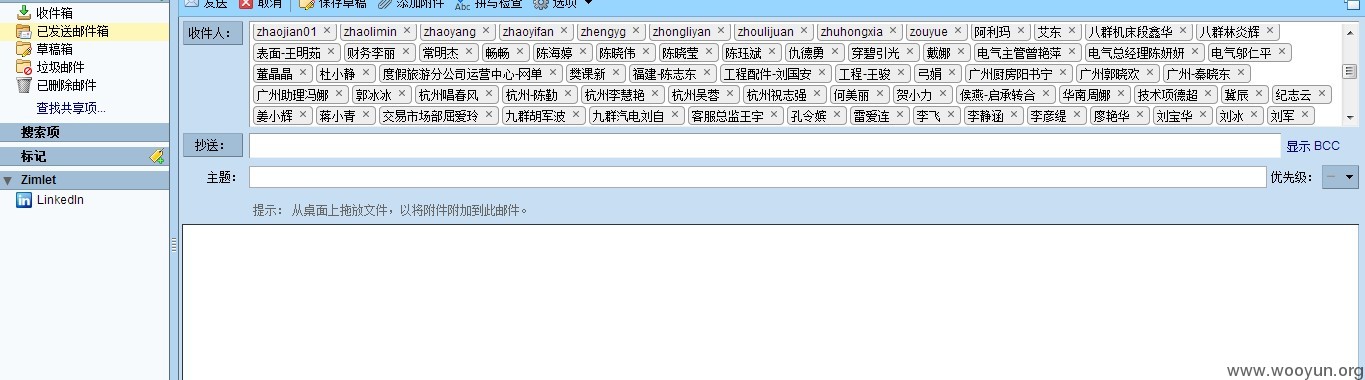 发送 取消 保存草稿 添加附件 Abc 拼写检查 选项
收件箱
已发送邮件箱
草稿箱
垃圾邮件
已删除邮件
查找共享项...
搜索项
标记
Zimlet
LinkedIn
收件人: zhaojian01 × zhaolimin × zhaoyang × zhaoyifan × zhengyg × zhongliyan × zhoulijuan × zhuhongxia × zouyue × 阿利玛 × 艾东 × 八群机床段鑫华 × 八群林炎辉 ×
表面-王明茹 × 财务李丽 × 常明杰 × 畅畅 × 陈海婷 × 陈晓伟 × 陈晓莹 × 陈珏斌 × 仇德勇 × 穿碧引光 × 戴娜 × 电气主管曾艳萍 × 电气总经理陈妍妍 × 电气邬仁平 ×
董晶晶 × 杜小静 × 度假旅游分公司运营中心-网单 × 樊课新 × 福建-陈志东 × 工程配件-刘国安 × 工程-王骏 × 弓娟 × 广州厨房阳书宁 × 广州郭晓欢 × 广州-秦晓东 ×
广州助理冯娜 × 郭冰冰 × 杭州唱春风 × 杭州-陈勤 × 杭州李慧艳 × 杭州吴蓉 × 杭州祝志强 × 何美丽 × 贺小力 × 侯燕-启承转合 × 华南周娜 × 技术项德超 × 冀辰 × 纪志云 ×
姜小辉 × 蒋小青 × 交易市场部屈爱玲 × 九群胡军波 × 九群汽电刘自 × 客服总监王宇 × 孔令嫔 × 雷爱连 × 李飞 × 李静涵 × 李彦缇 × 廖艳华 × 刘宝华 × 刘冰 × 刘军 ×
抄送: 显示 BCC
主题: 优先级:
提示: 从桌面上拖放文件，以将附件附加到此邮件。
www.wooyun.org